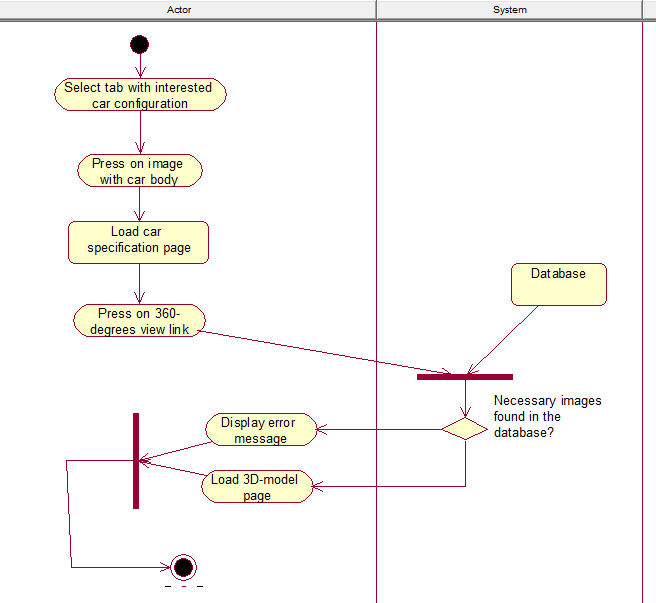 Actor
System
Select tab with interested
car configuration
Press on image
with car body
Load car
specification page
Database
Press on 360-
degrees view link
Necessary images
found in the
database?
Display error
message
Load 3D-model
page